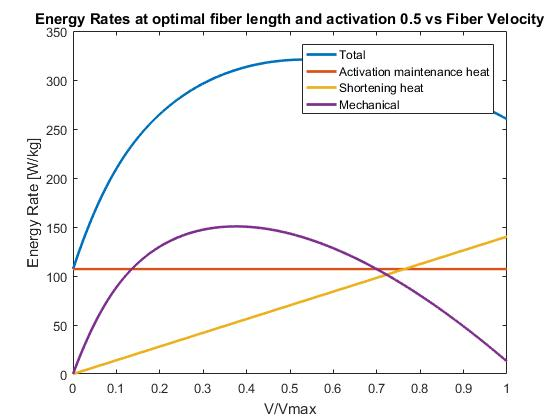 Energy Rates at optimal fiber length and activation 0.5 vs Fiber Velocity
350
300
250
200
150
100
50
0
Energy Rate [W/kg]
Total
Activation maintenance heat
Shortening heat
Mechanical
0 0.1 0.2 0.3 0.4 0.5 0.6 0.7 0.8 0.9 1
V/Vmax